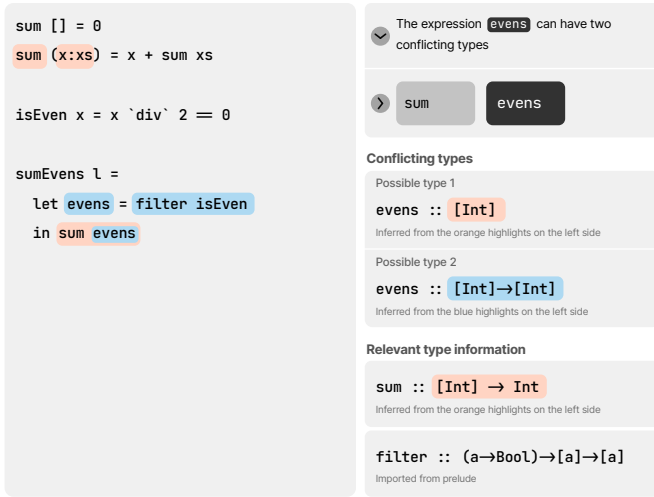 sum [] = 0
sum (x:xs) = x + sum xs
isEven x = x `div` 2 == 0
sumEvens l =
let evens = filter isEven
in sum evens
The expression evens can have two
conflicting types
sum evens
Conflicting types
Possible type 1
evens :: [Int]
Inferred from the orange highlights on the left side
Possible type 2
evens :: [Int]→[Int]
Inferred from the blue highlights on the left side
Relevant type information
sum :: [Int] → Int
Inferred from the orange highlights on the left side
filter :: (a→Bool)→[a]→[a]
Imported from prelude